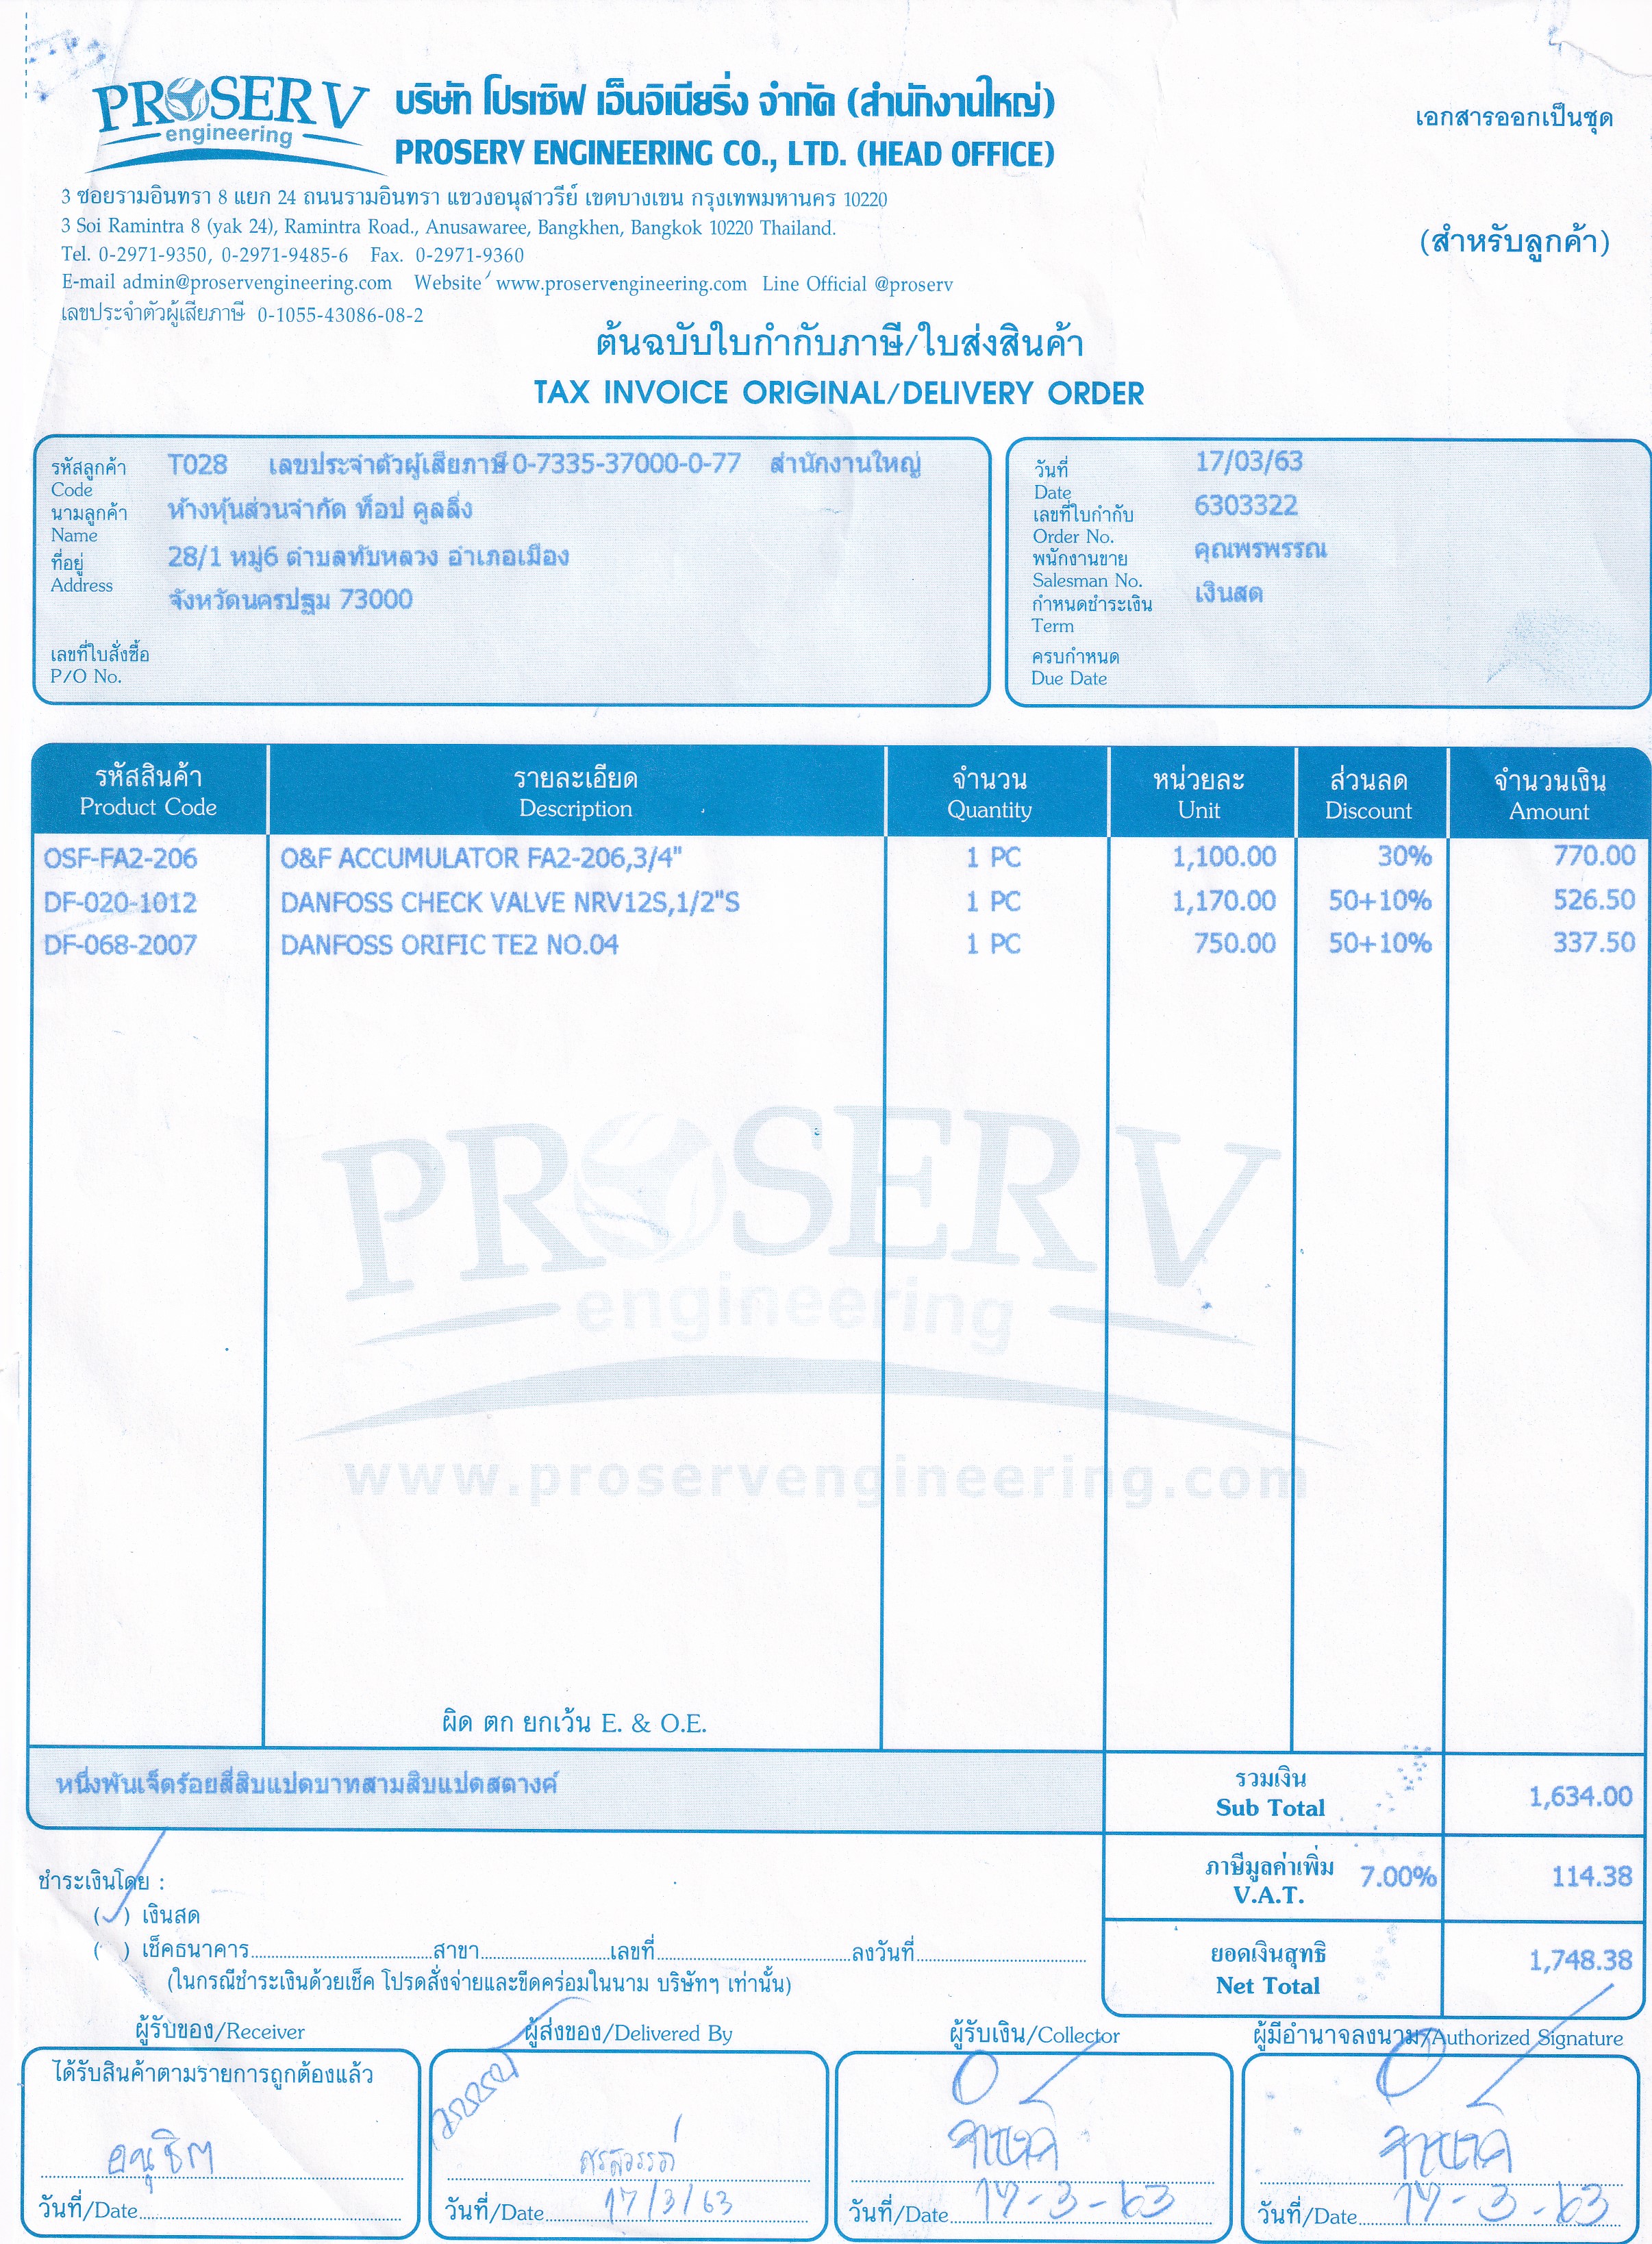 PROSERV
engineering
บริษัท โปรเซิฟ เอ็นจิเนียริ่ง จำกัด (สำนักงานใหญ่)
PROSERV ENGINEERING CO., LTD. (HEAD OFFICE)
เอกสารออกเป็นชุด
(สำหรับลูกค้า)
3 ซอยรามอินทรา 8 แยก 24 ถนนรามอินทรา แขวงอนุสาวรีย์ เขตบางเขน กรุงเทพมหานคร 10220
3 Soi Ramintra 8 (yak 24), Ramintra Road., Anusawaree, Bangkhen, Bangkok 10220 Thailand.
Tel. 0-2971-9350, 0-2971-9485-6 Fax. 0-2971-9360
E-mail admin@proservengineering.com Website www.proservengineering.com Line Official @proserv
เลขประจำตัวผู้เสียภาษี 0-1055-43086-08-2
ต้นฉบับใบกำกับภาษี/ใบส่งสินค้า
TAX INVOICE ORIGINAL/DELIVERY ORDER
รหัสลูกค้า T028 เลขประจำตัวผู้เสียภาษี 0-7335-37000-0-77 สำนักงานใหญ่
Code
นามลูกค้า ห้างหุ้นส่วนจำกัด ท็อป คูลลิ่ง
Name
ที่อยู่ 28/1 หมู่6 ตำบลทับหลวง อำเภอเมือง
Address
จังหวัดนครปฐม 73000
เลขที่ใบสั่งซื้อ
P/O No.
วันที่ 17/03/63
Date
เลขที่ใบกำกับ 6303322
Order No.
พนักงานขาย คุณพรพรรณ
Salesman No.
กำหนดชำระเงิน เงินสด
Term
ครบกำหนด
Due Date
รหัสสินค้า รายละเอียด จำนวน หน่วยละ ส่วนลด จำนวนเงิน
Product Code Description Quantity Unit Discount Amount
OSF-FA2-206 O&F ACCUMULATOR FA2-206,3/4" 1 PC 1,100.00 30% 770.00
DF-020-1012 DANFOSS CHECK VALVE NRV12S,1/2"S 1 PC 1,170.00 50+10% 526.50
DF-068-2007 DANFOSS ORIFIC TE2 NO.04 1 PC 750.00 50+10% 337.50
PROSERV
engineering
www.proservengineering.com
ผิด ตก ยกเว้น E. & O.E.
หนึ่งพันเจ็ดร้อยสี่สิบแปดบาทสามสิบแปดสตางค์
รวมเงิน
Sub Total 1,634.00
ภาษีมูลค่าเพิ่ม 7.00% 114.38
V.A.T.
ยอดเงินสุทธิ 1,748.38
Net Total
ชำระเงินโดย :
(✓) เงินสด
( ) เช็คธนาคาร สาขา เลขที่ ลงวันที่
(ในกรณีชำระเงินด้วยเช็ค โปรดสั่งจ่ายและขีดคร่อมในนาม บริษัทฯ เท่านั้น)
ผู้รับของ/Receiver ผู้ส่งของ/Delivered By ผู้รับเงิน/Collector ผู้มีอำนาจลงนาม/Authorized Signature
ได้รับสินค้าตามรายการถูกต้องแล้ว
วันที่/Date วันที่/Date 17/3/63 วันที่/Date 17-3-63 วันที่/Date 17-3-63